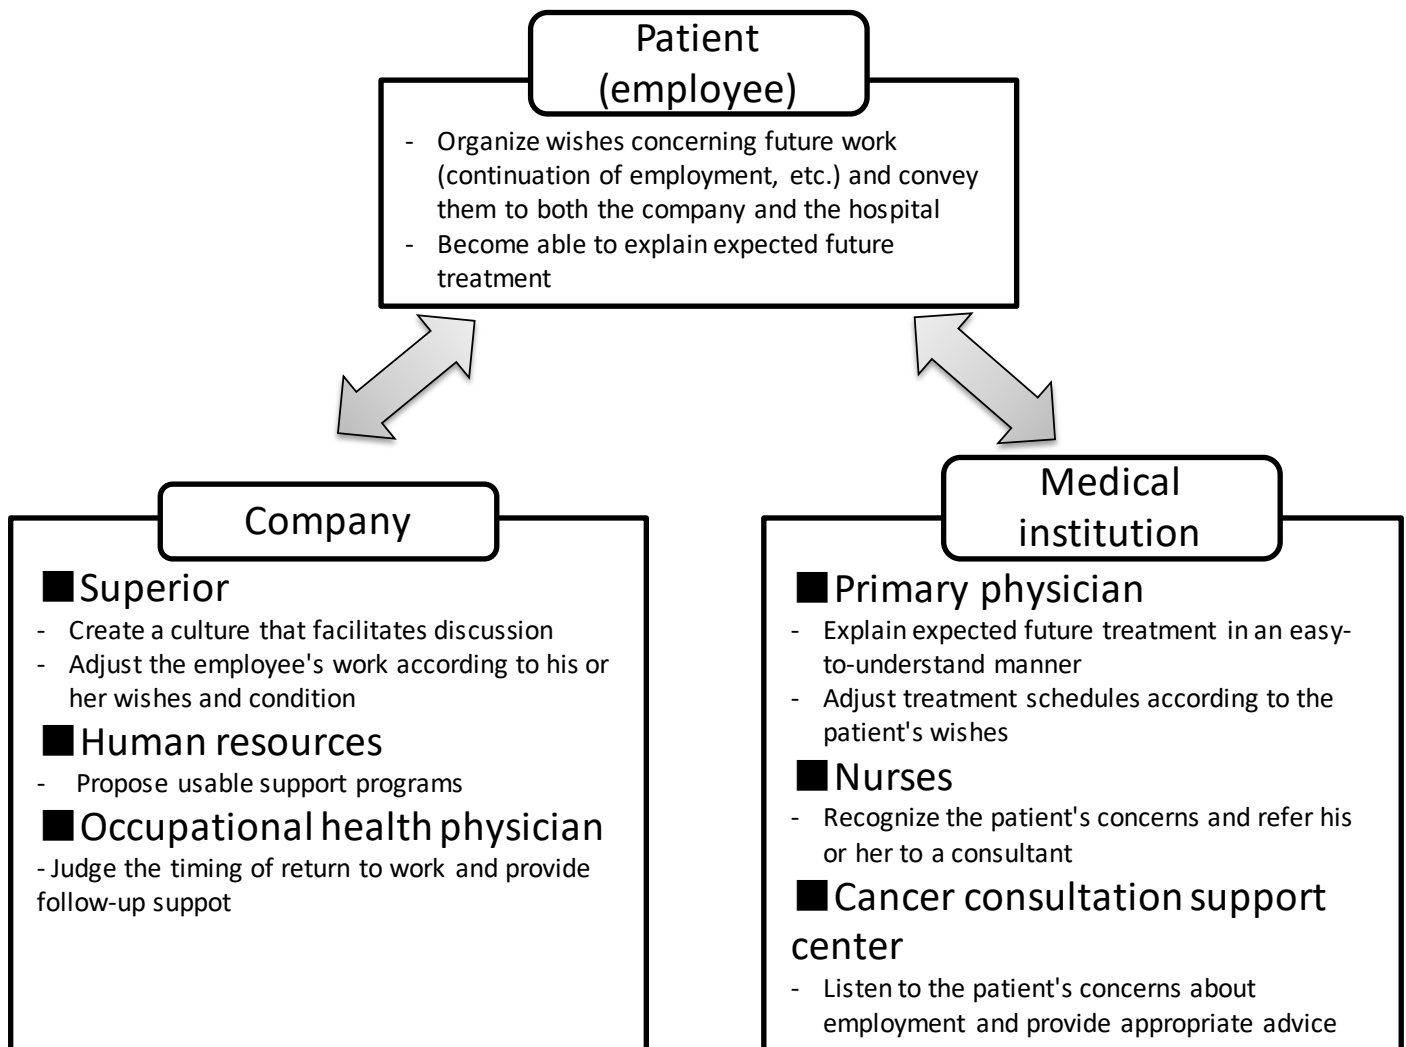 Patient
(employee)
- Organize wishes concerning future work
(continuation of employment, etc.) and convey
them to both the company and the hospital
- Become able to explain expected future
treatment
Company
■Superior
- Create a culture that facilitates discussion
- Adjust the employee's work according to his or
her wishes and condition
■Human resources
- Propose usable support programs
■Occupational health physician
- Judge the timing of return to work and provide
follow-up suppot
Medical
institution
■Primary physician
- Explain expected future treatment in an easy-
to-understand manner
- Adjust treatment schedules according to the
patient's wishes
■Nurses
- Recognize the patient's concerns and refer his
or her to a consultant
■Cancer consultation support
center
- Listen to the patient's concerns about
employment and provide appropriate advice